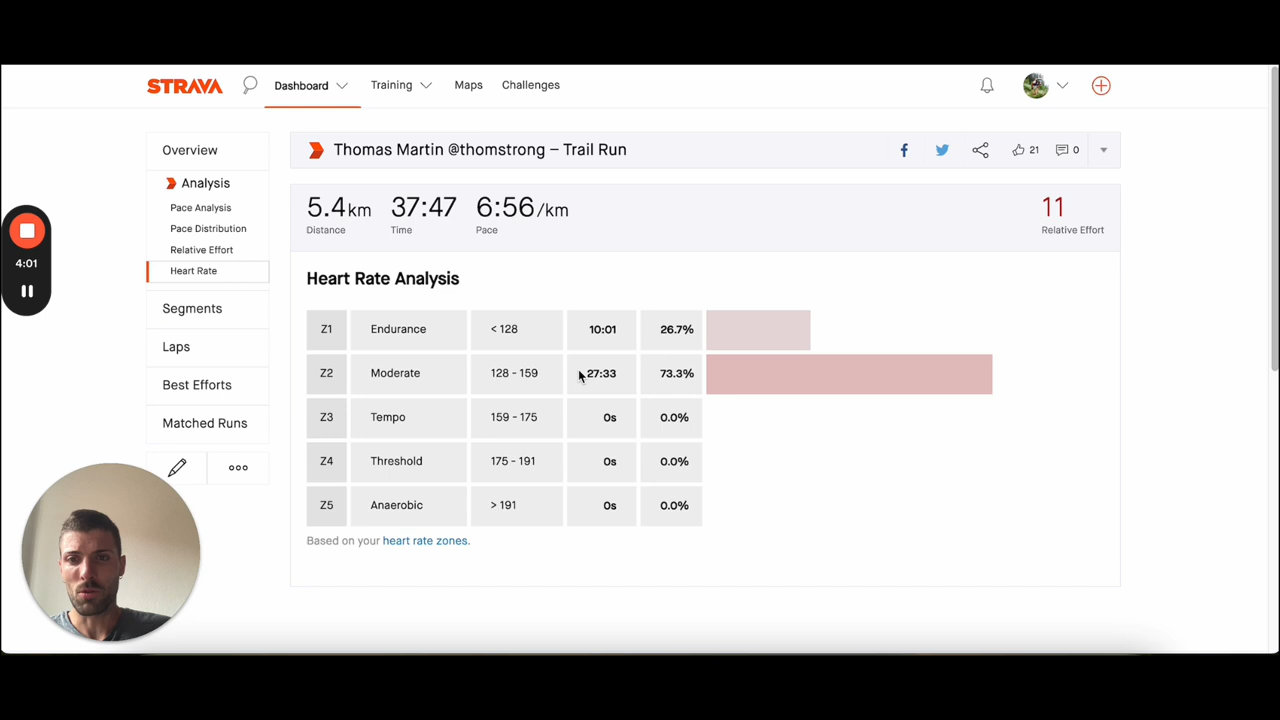 STRAVA Dashboard Training Maps Challenges
Overview
Thomas Martin @thomstrong – Trail Run
21 0
Analysis
Pace Analysis
Pace Distribution
Relative Effort
Heart Rate
Segments
Laps
Best Efforts
Matched Runs
4:01
5.4 km 37:47 6:56 /km 11
Distance Time Pace Relative Effort
Heart Rate Analysis
Z1 Endurance < 128 10:01 26.7%
Z2 Moderate 128 - 159 27:33 73.3%
Z3 Tempo 159 - 175 0s 0.0%
Z4 Threshold 175 - 191 0s 0.0%
Z5 Anaerobic > 191 0s 0.0%
Based on your heart rate zones.